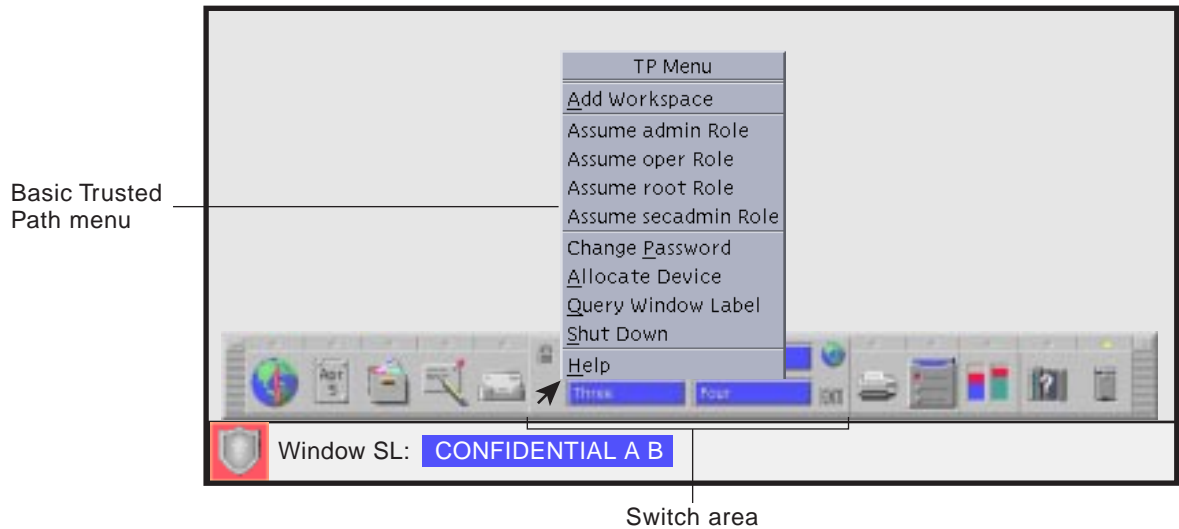 TP Menu
Add Workspace
Assume admin Role
Assume oper Role
Assume root Role
Assume secadmin Role
Change Password
Allocate Device
Query Window Label
Shut Down
Help
Basic Trusted
Path menu
Apr
5
Three
Four
EXIT
Window SL: CONFIDENTIAL A B
Switch area